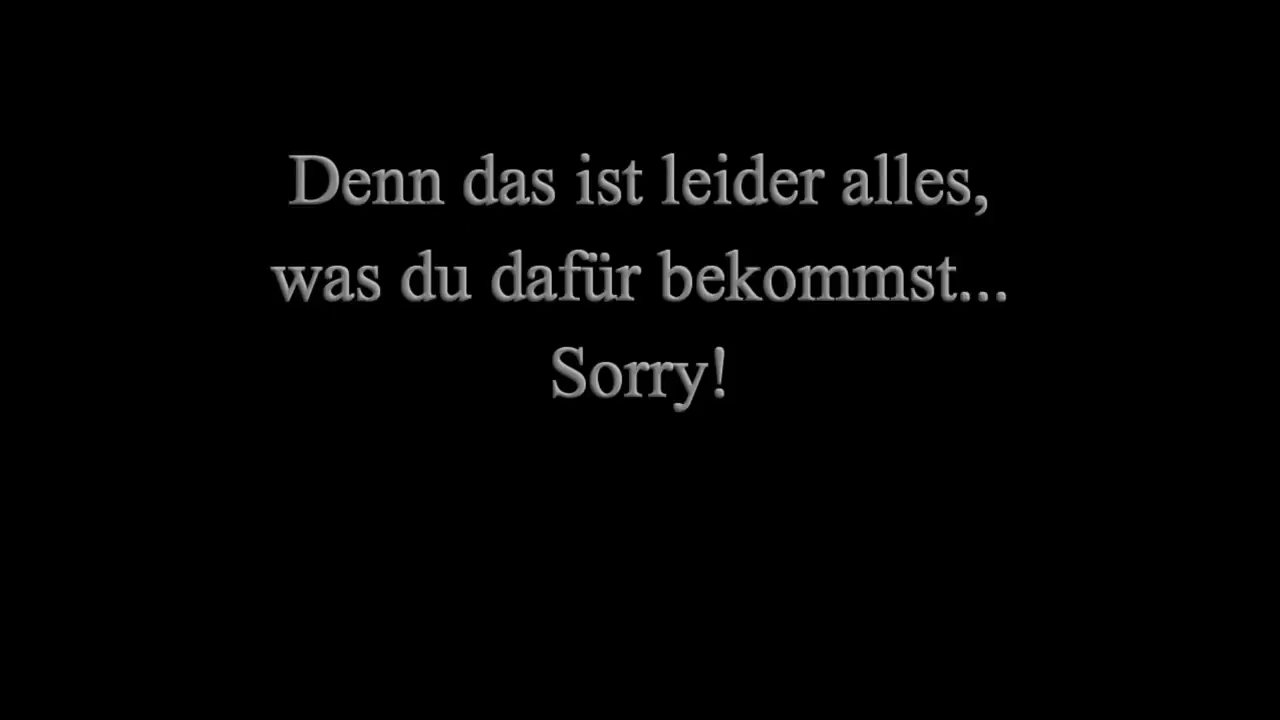 Denn das ist leider alles,
was du dafür bekommst...
Sorry!